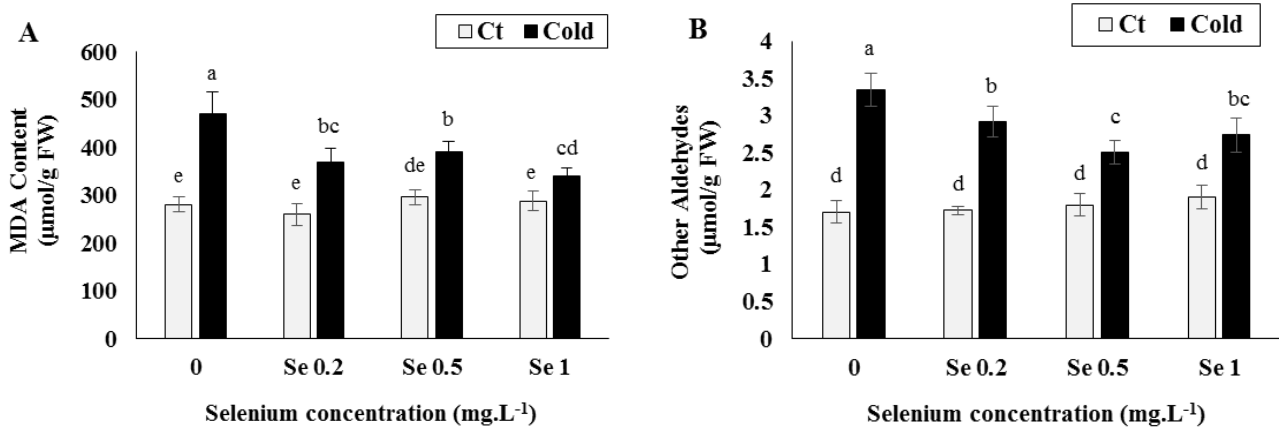 A
Ct Cold
MDA Content
(µmol/g FW)
600
500
400
300
200
100
0
e
a
e
bc
de
b
e
cd
0 Se 0.2 Se 0.5 Se 1
Selenium concentration (mg.L-1)
B
Ct Cold
Other Aldehydes
(µmol/g FW)
4
3.5
3
2.5
2
1.5
1
0.5
0
d
a
d
b
d
c
d
bc
0 Se 0.2 Se 0.5 Se 1
Selenium concentration (mg.L-1)